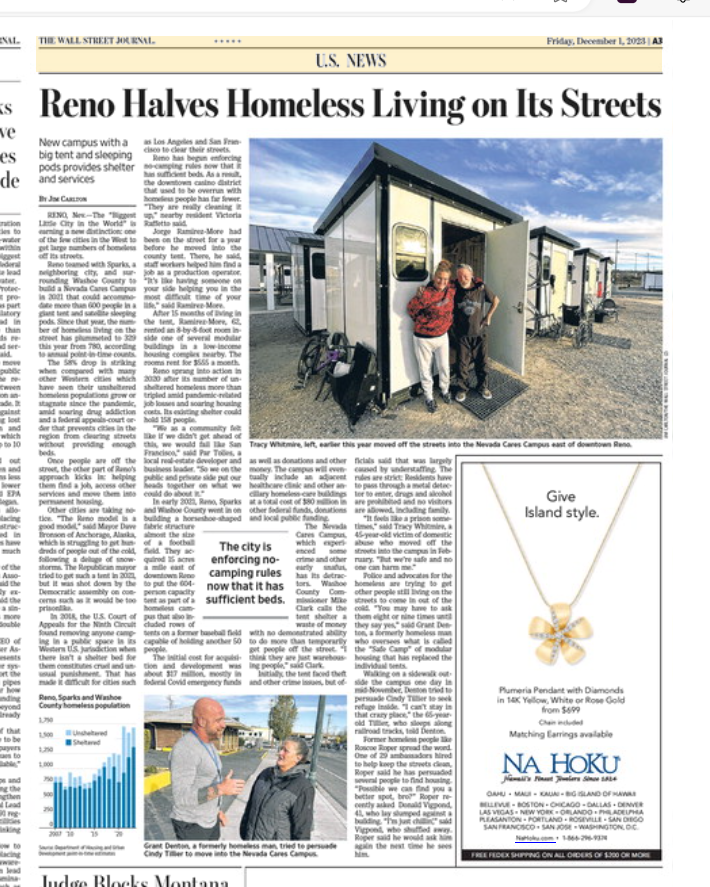 THE WALL STREET JOURNAL.
Friday, December 1, 2023 | A3
U.S. NEWS
Reno Halves Homeless Living on Its Streets
New campus with a
big tent and sleeping
pods provides shelter
and services
BY JIM CARLTON
RENO, Nev.—The "Biggest
Little City in the World" is
earning a new distinction: one
of the few cities in the West to
get large numbers of homeless
off its streets.
Reno teamed with Sparks, a
neighboring city, and sur-
rounding Washoe County to
build a Nevada Cares Campus
in 2021 that could accommo-
date more than 600 people in a
giant tent and satellite sleeping
pods. Since that year, the num-
ber of homeless living on the
street has plummeted to 329
this year from 780, according
to annual point-in-time counts.
The 58% drop is striking
when compared with many
other Western cities which
have seen their unsheltered
homeless populations grow or
stagnate since the pandemic,
amid soaring drug addiction
and a federal appeals-court or-
der that prevents cities in the
region from clearing streets
without providing enough
beds.
Once people are off the
street, the other part of Reno's
approach kicks in: helping
them find a job, access other
services and move them into
permanent housing.
Other cities are taking no-
tice. "The Reno model is a
good model," said Mayor Dave
Bronson of Anchorage, Alaska,
which is struggling to get hun-
dreds of people out of the cold,
following a deluge of snow-
storms. The Republican mayor
tried to get such a tent in 2021,
but it was shot down by the
Democratic assembly on con-
cerns such as it would be too
prisonlike.
In 2018, the U.S. Court of
Appeals for the Ninth Circuit
found removing anyone camp-
ing in a public space in its
Western U.S. jurisdiction when
there isn't a shelter bed for
them constitutes cruel and un-
usual punishment. That has
made it difficult for cities such
as Los Angeles and San Fran-
cisco to clear their streets.
Reno has begun enforcing
no-camping rules now that it
has sufficient beds. As a result,
the downtown casino district
that used to be overrun with
homeless people has far fewer.
"They are really cleaning it
up," nearby resident Victoria
Raffetto said.
Jorge Ramirez-More had
been on the street for a year
before he moved into the
county tent. There, he said,
staff workers helped him find a
job as a production operator.
"It's like having someone on
your side helping you in the
most difficult time of your
life," said Ramirez-More.
After 15 months of living in
the tent, Ramirez-More, 62,
rented an 8-by-8-foot room in-
side one of several modular
buildings in a low-income
housing complex nearby. The
rooms rent for $555 a month.
Reno sprang into action in
2020 after its number of un-
sheltered homeless more than
tripled amid pandemic-related
job losses and soaring housing
costs. Its existing shelter could
hold 158 people.
"We as a community felt
like if we didn't get ahead of
this, we would fail like San
Francisco," said Par Tolles, a
local real-estate developer and
business leader. "So we on the
public and private side put our
heads together on what we
could do about it."
In early 2021, Reno, Sparks
and Washoe County went in on
building a horseshoe-shaped
fabric structure
almost the size
of a football
field. They ac-
quired 15 acres
a mile east of
downtown Reno
to put the 604-
person capacity
tent as part of a
homeless cam-
pus that also in-
cluded rows of
tents on a former baseball field
capable of holding another 50
people.
The initial cost for acquisi-
tion and development was
about $17 million, mostly in
federal Covid emergency funds
Tracy Whitmire, left, earlier this year moved off the streets into the Nevada Cares Campus east of downtown Reno.
as well as donations and other
money. The campus will even-
tually include an adjacent
healthcare clinic and other an-
cillary homeless-care buildings
at a total cost of $80 million in
other federal funds, donations
and local public funding.
The Nevada
Cares Campus,
which experi-
enced some
crime and other
early snafus,
has its detrac-
tors. Washoe
County Com-
missioner Mike
Clark calls the
tent shelter a
waste of money
with no demonstrated ability
to do more than temporarily
get people off the street. "I
think they are just warehous-
ing people," said Clark.
Initially, the tent faced theft
and other crime issues, but of-
The city is
enforcing no-
camping rules
now that it has
sufficient beds.
ficials said that was largely
caused by understaffing. The
rules are strict: Residents have
to pass through a metal detec-
tor to enter, drugs and alcohol
are prohibited and no visitors
are allowed, including family.
"It feels like a prison some-
times," said Tracy Whitmire, a
45-year-old victim of domestic
abuse who moved off the
streets into the campus in Feb-
ruary. "But we're safe and no
one can harm me."
Police and advocates for the
homeless are trying to get
other people still living on the
streets to come in out of the
cold. "You may have to ask
them eight or nine times until
they say yes," said Grant Den-
ton, a formerly homeless man
who oversees what is called
the "Safe Camp" of modular
housing that has replaced the
individual tents.
Walking on a sidewalk out-
side the campus one day in
mid-November, Denton tried to
persuade Cindy Tillier to seek
refuge inside. "I can't stay in
that crazy place," the 65-year-
old Tillier, who sleeps along
railroad tracks, told Denton.
Former homeless people like
Roscoe Roper spread the word.
One of 29 ambassadors hired
to help keep the streets clean,
Roper said he has persuaded
several people to find housing.
"Possible we can find you a
better spot, bro?" Roper re-
cently asked Donald Vigpond,
41, who lay slumped against a
building. "I'm just chillin'," said
Vigpond, who shuffled away.
Roper said he would ask him
again the next time he sees
him.
Reno, Sparks and Washoe
County homeless population
1,750
1,500
1,250
1,000
750
500
250
0
Unsheltered
Sheltered
2007 '10 '15 '20
Source: Department of Housing and Urban
Development point-in-time estimates
Grant Denton, a formerly homeless man, tried to persuade
Cindy Tillier to move into the Nevada Cares Campus.
Give
Island style.
Plumeria Pendant with Diamonds
in 14K Yellow, White or Rose Gold
from $699
Chain included
Matching Earrings available
NA HOKU
Hawaii's Finest Jewelers Since 1924
OAHU • MAUI • KAUAI • BIG ISLAND OF HAWAII
BELLEVUE • BOSTON • CHICAGO • DALLAS • DENVER
LAS VEGAS • NEW YORK • ORLANDO • PHILADELPHIA
PLEASANTON • PORTLAND • ROSEVILLE • SAN DIEGO
SAN FRANCISCO • SAN JOSE • WASHINGTON, D.C.
NaHoku.com • 1-866-296-9374
FREE FEDEX SHIPPING ON ALL ORDERS OF $200 OR MORE.
Judge Blocks Montana